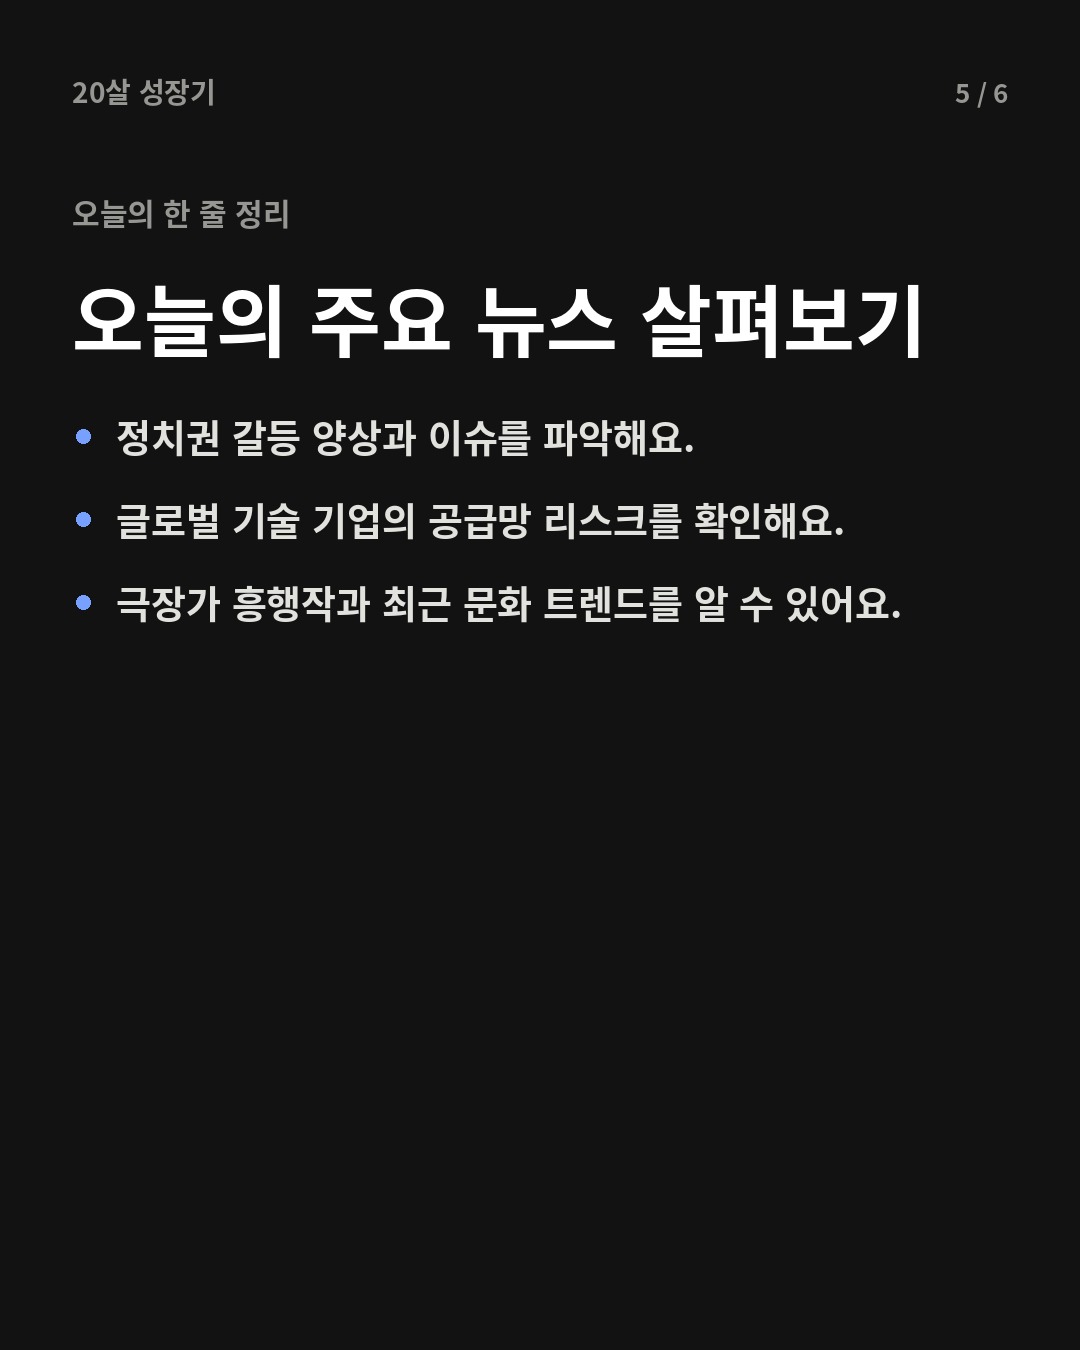 20살 성장기
5 / 6
오늘의 한 줄 정리
오늘의 주요 뉴스 살펴보기
정치권 갈등 양상과 이슈를 파악해요.
글로벌 기술 기업의 공급망 리스크를 확인해요.
극장가 흥행작과 최근 문화 트렌드를 알 수 있어요.